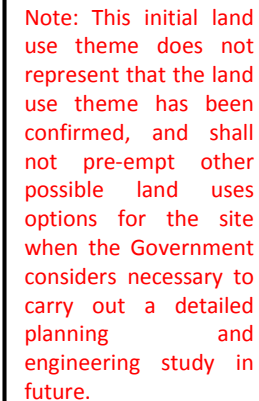 Note: This initial land
use theme does not
represent that the land
use theme has been
confirmed, and shall
not pre-empt other
possible land uses
options for the site
when the Government
considers necessary to
carry out a detailed
planning and
engineering study in
future.